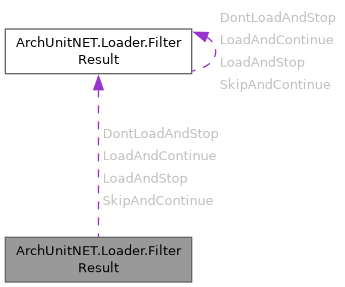 DontLoadAndStop
LoadAndContinue
LoadAndStop
SkipAndContinue
ArchUnitNET.Loader.Filter
Result
DontLoadAndStop
LoadAndContinue
LoadAndStop
SkipAndContinue
ArchUnitNET.Loader.Filter
Result